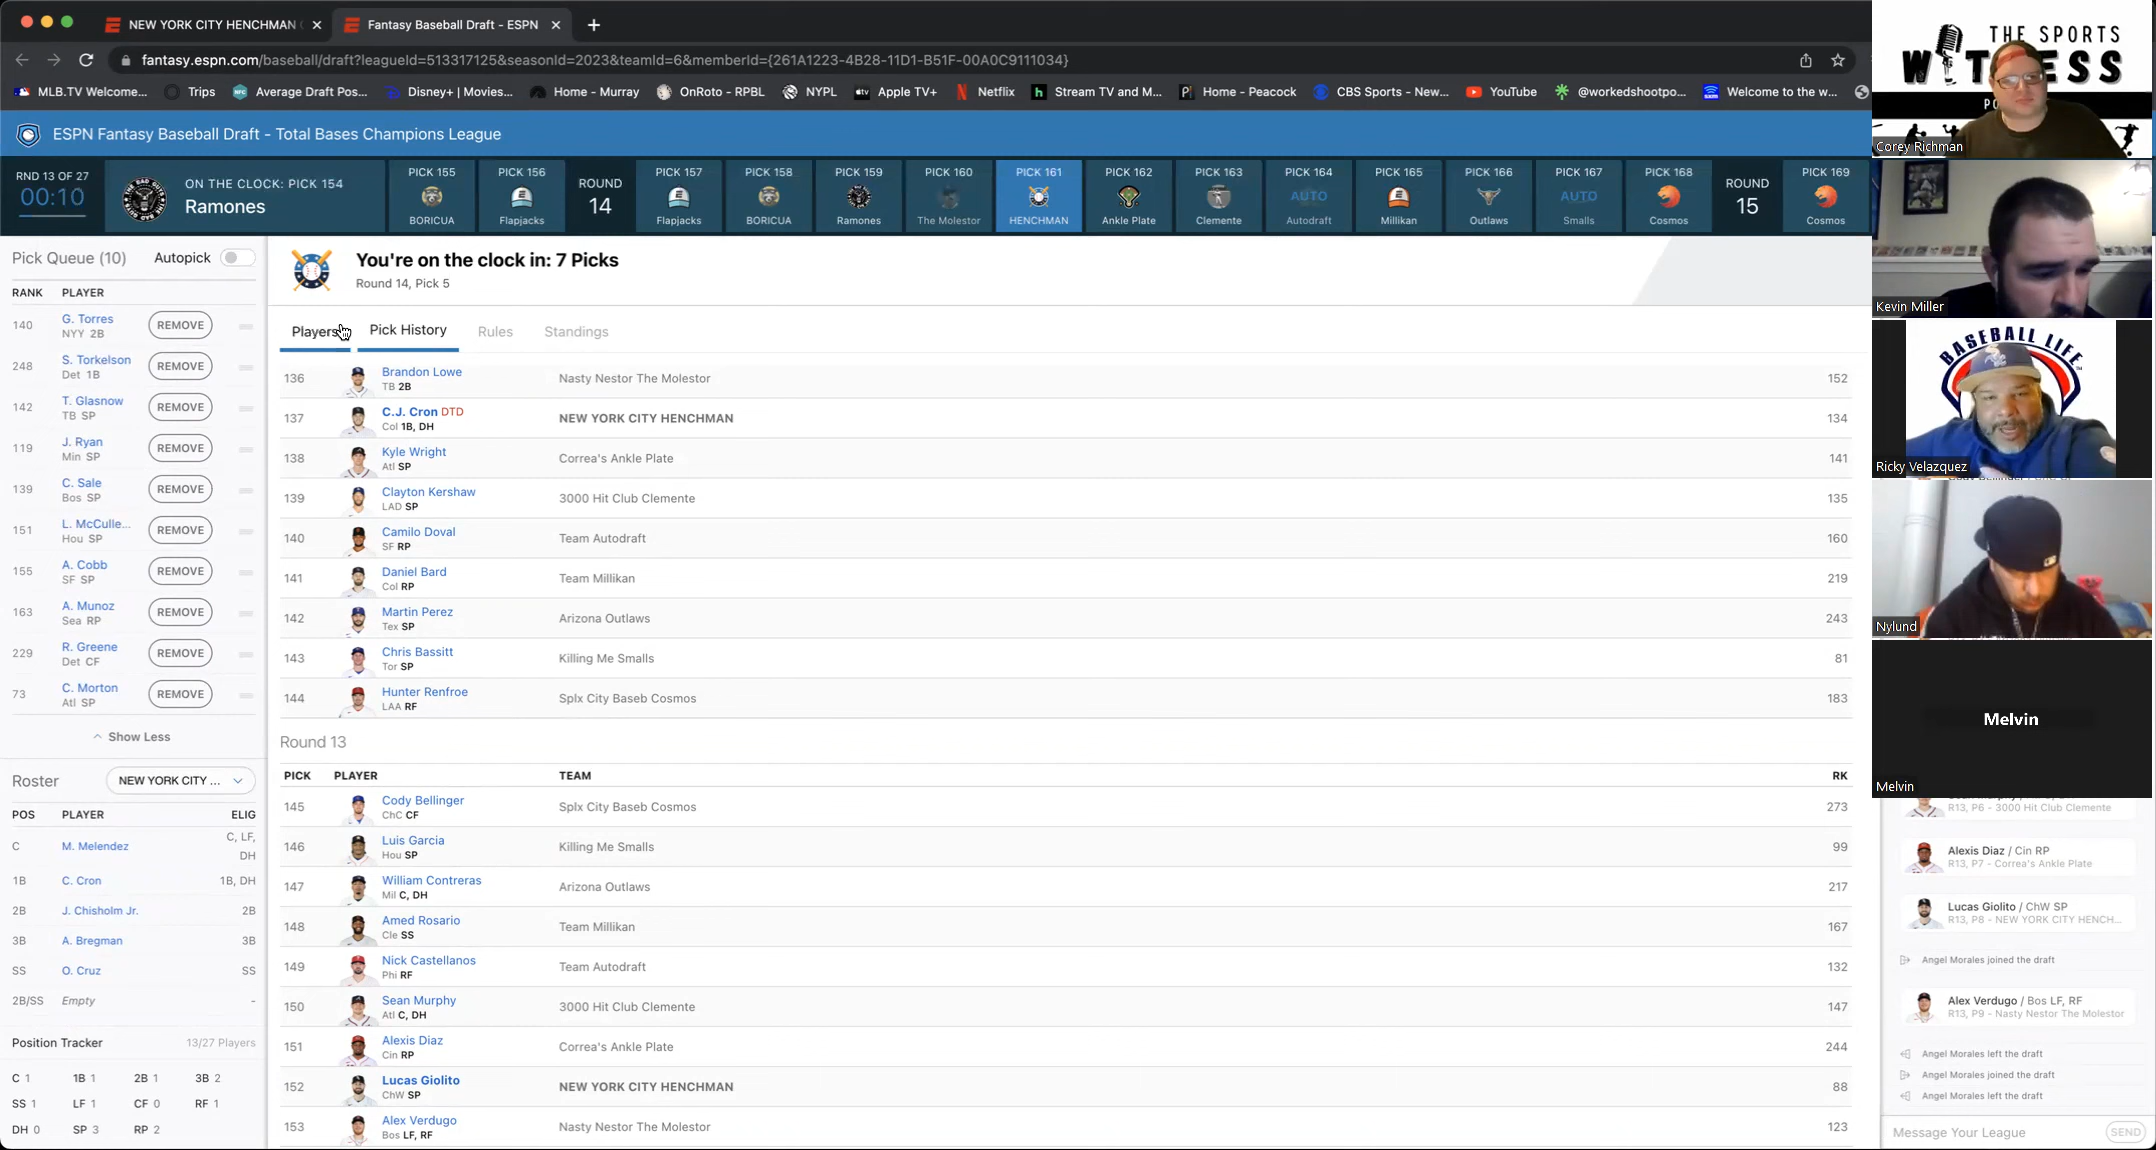 NEW YORK CITY HENCHMAN
Fantasy Baseball Draft - ESPN
fantasy.espn.com/baseball/draft?leagueId=513317125&seasonId=2023&teamId=6&memberId={261A1223-4B28-11D1-B51F-00A0C9111034}
MLB.TV Welcome... Trips Average Draft Pos... Disney+ | Movies... Home - Murray OnRoto - RPBL NYPL Apple TV+ Netflix Stream TV and M... Home - Peacock CBS Sports - New... YouTube @workedshootpo... Welcome to the w...
ESPN Fantasy Baseball Draft - Total Bases Champions League
RND 13 OF 27
00:10
ON THE CLOCK: PICK 154
Ramones
PICK 155
BORICUA
PICK 156
Flapjacks
ROUND
14
PICK 157
Flapjacks
PICK 158
BORICUA
PICK 159
Ramones
PICK 160
The Molestor
PICK 161
HENCHMAN
PICK 162
Ankle Plate
PICK 163
Clemente
PICK 164
AUTO
Autodraft
PICK 165
Millikan
PICK 166
Outlaws
PICK 167
AUTO
Smalls
PICK 168
Cosmos
ROUND
15
PICK 169
Cosmos
Pick Queue (10) Autopick
RANK PLAYER
140 G. Torres REMOVE
NYY 2B
248 S. Torkelson REMOVE
Det 1B
142 T. Glasnow REMOVE
TB SP
119 J. Ryan REMOVE
Min SP
139 C. Sale REMOVE
Bos SP
151 L. McCulle... REMOVE
Hou SP
155 A. Cobb REMOVE
SF SP
163 A. Munoz REMOVE
Sea RP
229 R. Greene REMOVE
Det CF
73 C. Morton REMOVE
Atl SP
Show Less
Roster NEW YORK CITY ...
POS PLAYER ELIG
C M. Melendez C, LF, DH
1B C. Cron 1B, DH
2B J. Chisholm Jr. 2B
3B A. Bregman 3B
SS O. Cruz SS
2B/SS Empty -
Position Tracker 13/27 Players
C 1 1B 1 2B 1 3B 2
SS 1 LF 1 CF 0 RF 1
DH 0 SP 3 RP 2
You're on the clock in: 7 Picks
Round 14, Pick 5
Players Pick History Rules Standings
136 Brandon Lowe Nasty Nestor The Molestor 152
TB 2B
137 C.J. Cron DTD NEW YORK CITY HENCHMAN 134
Col 1B, DH
138 Kyle Wright Correa's Ankle Plate 141
Atl SP
139 Clayton Kershaw 3000 Hit Club Clemente 135
LAD SP
140 Camilo Doval Team Autodraft 160
SF RP
141 Daniel Bard Team Millikan 219
Col RP
142 Martin Perez Arizona Outlaws 243
Tex SP
143 Chris Bassitt Killing Me Smalls 81
Tor SP
144 Hunter Renfroe Splx City Baseb Cosmos 183
LAA RF
Round 13
PICK PLAYER TEAM RK
145 Cody Bellinger Splx City Baseb Cosmos 273
ChC CF
146 Luis Garcia Killing Me Smalls 99
Hou SP
147 William Contreras Arizona Outlaws 217
Mil C, DH
148 Amed Rosario Team Millikan 167
Cle SS
149 Nick Castellanos Team Autodraft 132
Phi RF
150 Sean Murphy 3000 Hit Club Clemente 147
Atl C, DH
151 Alexis Diaz Correa's Ankle Plate 244
Cin RP
152 Lucas Giolito NEW YORK CITY HENCHMAN 88
ChW SP
153 Alex Verdugo Nasty Nestor The Molestor 123
Bos LF, RF
THE SPORTS
Corey Richman
Kevin Miller
BASEBALL LIFE
Ricky Velazquez
Nylund
Melvin
Melvin
R13, P6 - 3000 Hit Club Clemente
Alexis Diaz / Cin RP
R13, P7 - Correa's Ankle Plate
Lucas Giolito / ChW SP
R13, P8 - NEW YORK CITY HENCH...
Angel Morales joined the draft
Alex Verdugo / Bos LF, RF
R13, P9 - Nasty Nestor The Molestor
Angel Morales left the draft
Angel Morales joined the draft
Angel Morales left the draft
Message Your League SEND